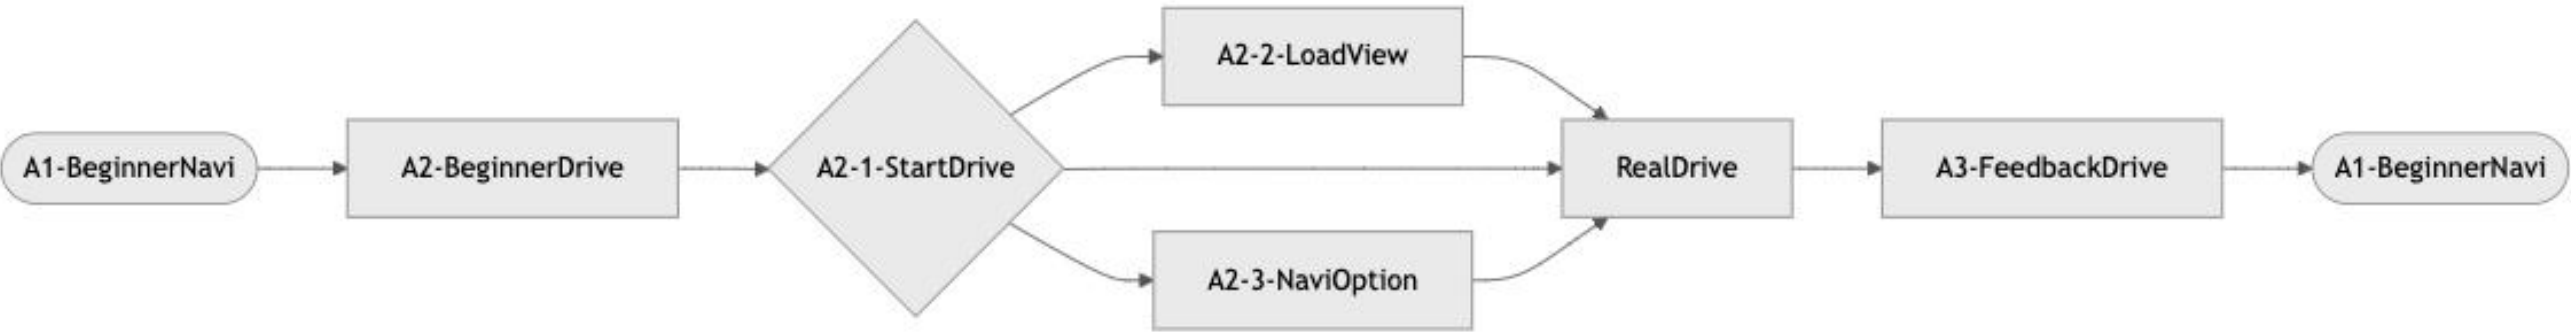 A1-BeginnerNavi
A2-BeginnerDrive
A2-1-StartDrive
A2-2-LoadView
A2-3-NaviOption
RealDrive
A3-FeedbackDrive
A1-BeginnerNavi